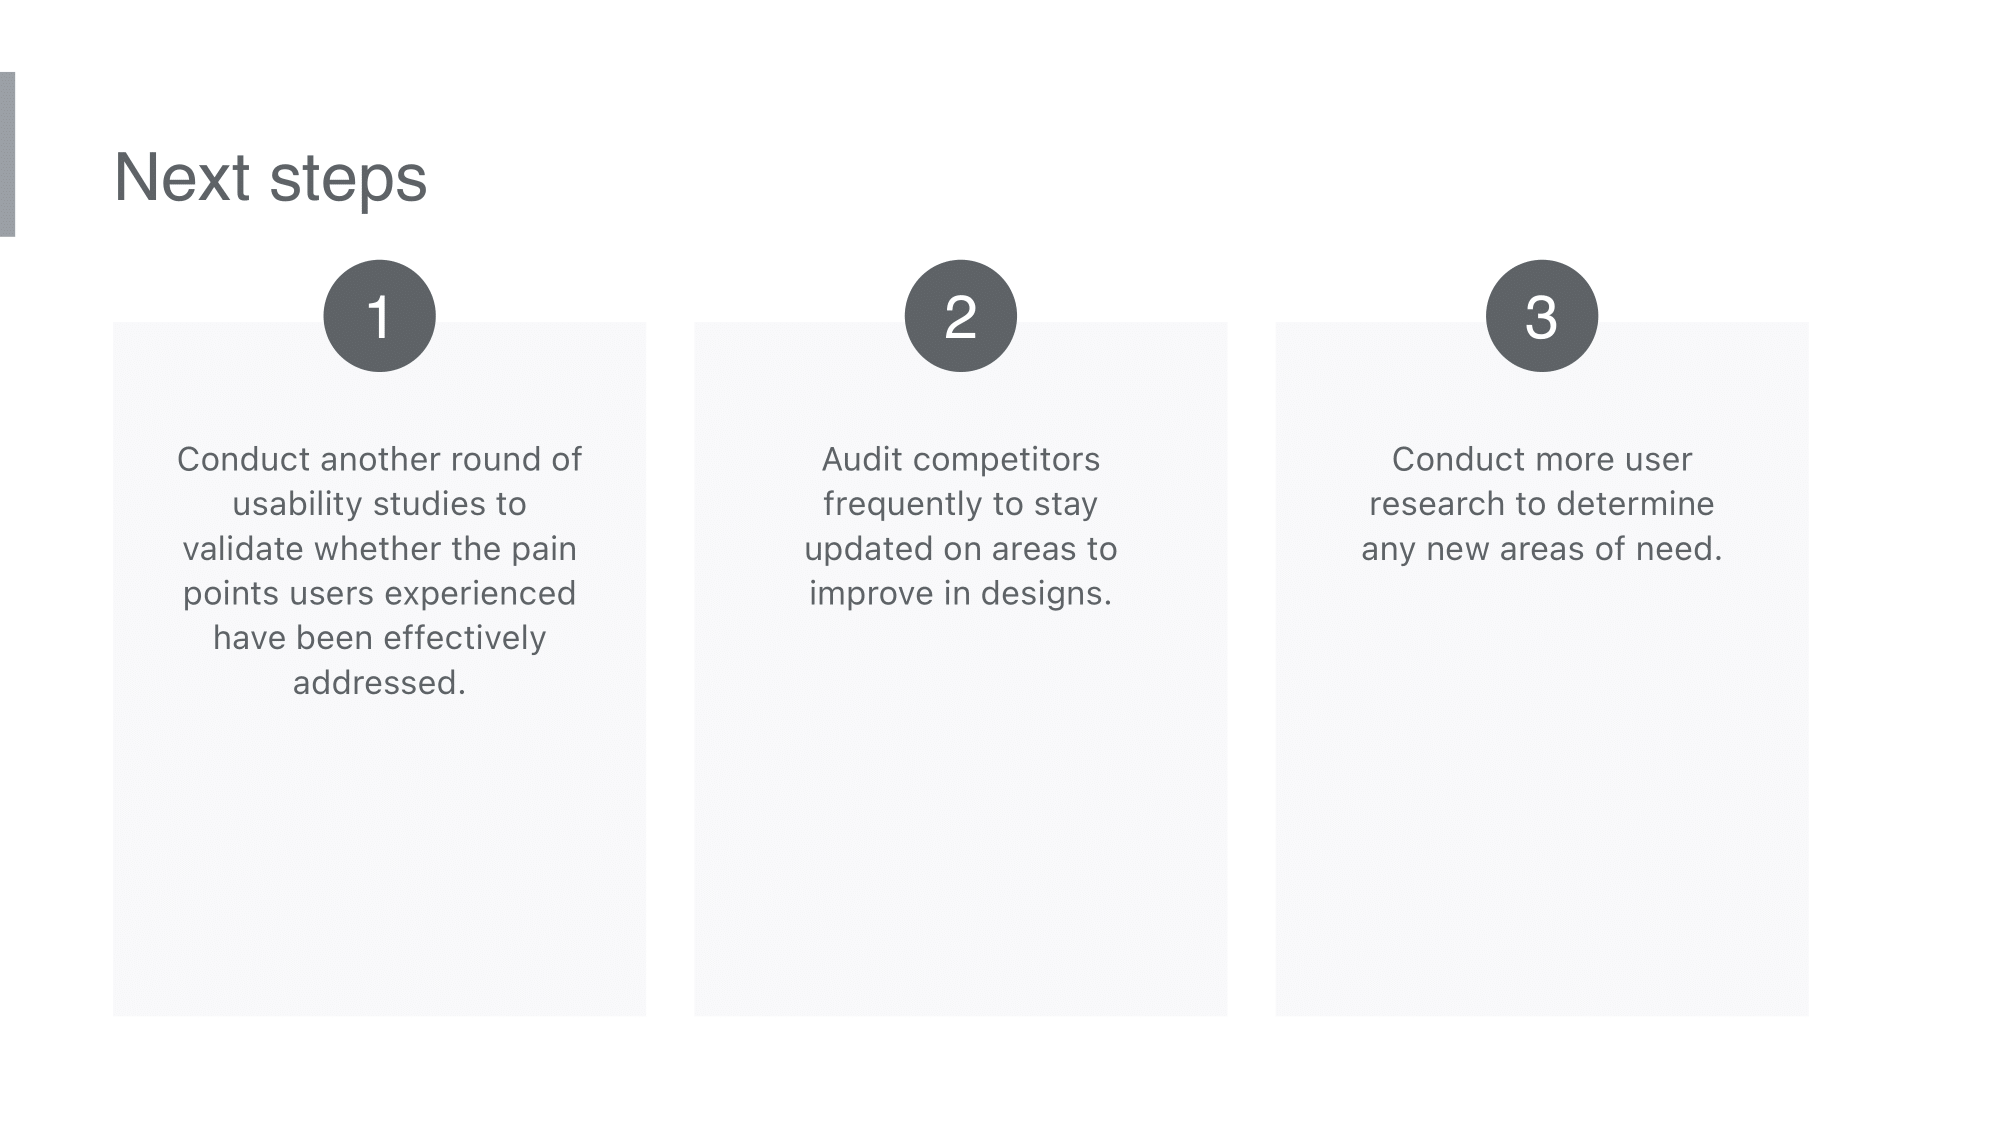 Next steps
1
Conduct another round of
usability studies to
validate whether the pain
points users experienced
have been effectively
addressed.
2
Audit competitors
frequently to stay
updated on areas to
improve in designs.
3
Conduct more user
research to determine
any new areas of need.